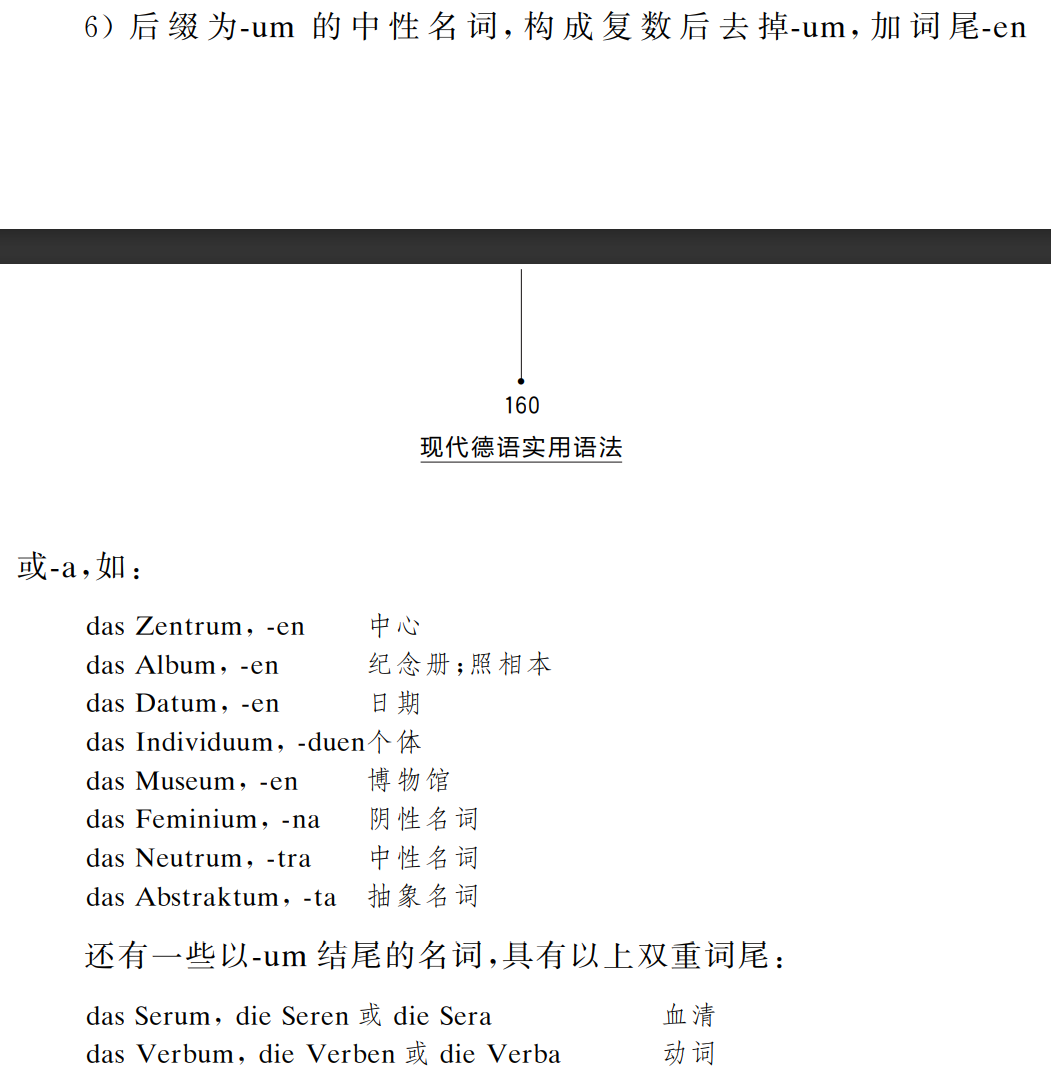 6) 后缀为-um 的中性名词,构成复数后去掉-um,加词尾-en
160
现代德语实用语法
或-a,如:
das Zentrum, -en 中心
das Album, -en 纪念册;照相本
das Datum, -en 日期
das Individuum, -duen个体
das Museum, -en 博物馆
das Feminium, -na 阴性名词
das Neutrum, -tra 中性名词
das Abstraktum, -ta 抽象名词
还有一些以-um 结尾的名词,具有以上双重词尾:
das Serum, die Seren 或 die Sera 血清
das Verbum, die Verben 或 die Verba 动词